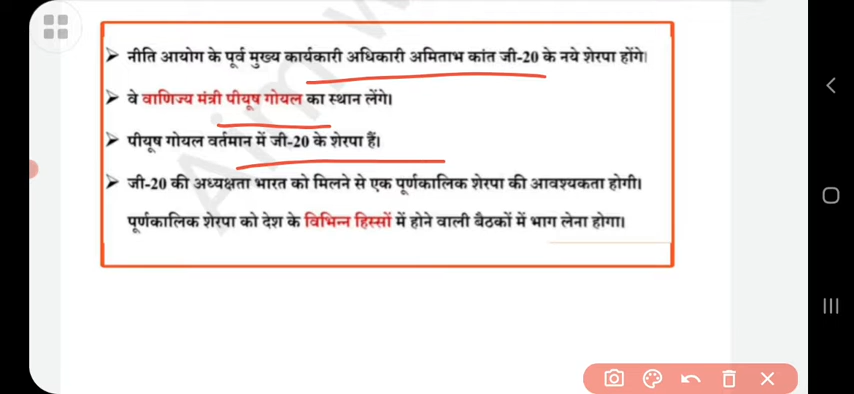 ➢ नीति आयोग के पूर्व मुख्य कार्यकारी अधिकारी अमिताभ कांत जी-20 के नये शेरपा होंगे।
➢ वे वाणिज्य मंत्री पीयूष गोयल का स्थान लेंगे।
➢ पीयूष गोयल वर्तमान में जी-20 के शेरपा हैं।
➢ जी-20 की अध्यक्षता भारत को मिलने से एक पूर्णकालिक शेरपा की आवश्यकता होगी।
पूर्णकालिक शेरपा को देश के विभिन्न हिस्सों में होने वाली बैठकों में भाग लेना होगा।